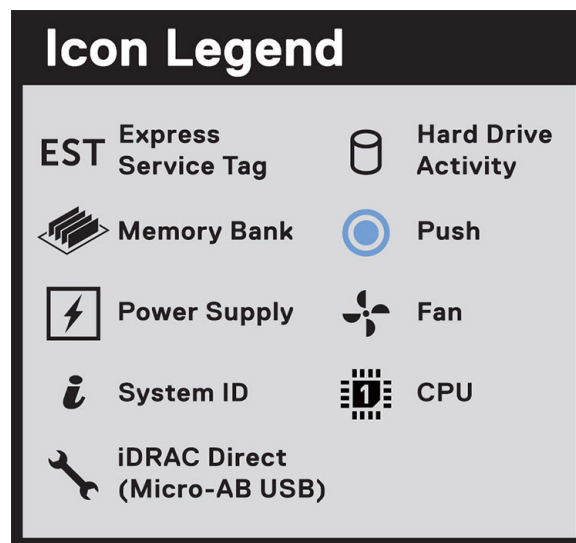 Icon Legend
EST Express
Service Tag
Hard Drive
Activity
Memory Bank
Push
Power Supply
Fan
i System ID
1 CPU
iDRAC Direct
(Micro-AB USB)